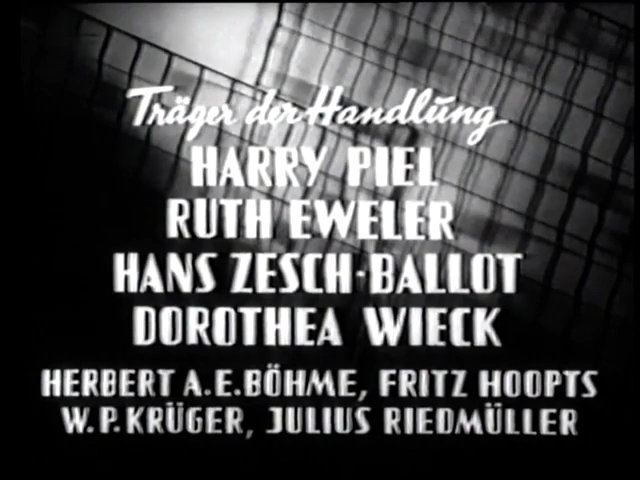 Träger der Handlung
HARRY PIEL
RUTH EWELER
HANS ZESCH-BALLOT
DOROTHEA WIECK
HERBERT A.E.BÖHME, FRITZ HOOPTS
W.P.KRÜGER, JULIUS RIEDMÜLLER